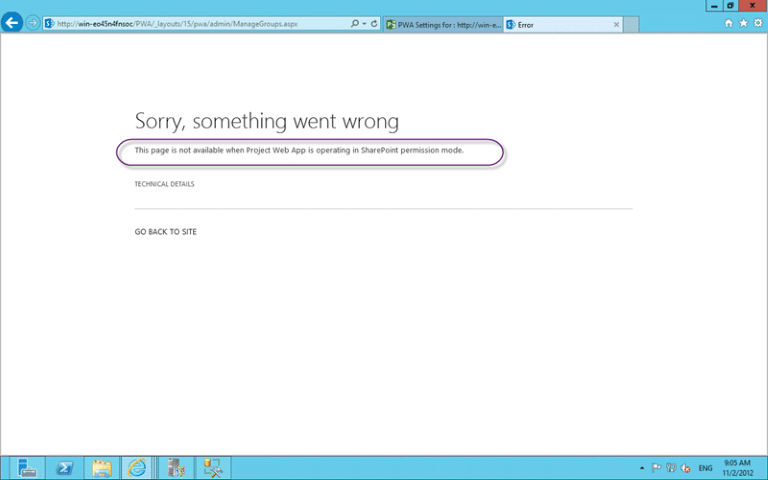 http://win-eo45n4fnsoc/PWA/_layouts/15/pwa/admin/ManageGroups.aspx
PWA Settings for : http://win-e...
Error
Sorry, something went wrong
This page is not available when Project Web App is operating in SharePoint permission mode.
TECHNICAL DETAILS
GO BACK TO SITE
ENG
9:05 AM
11/2/2012